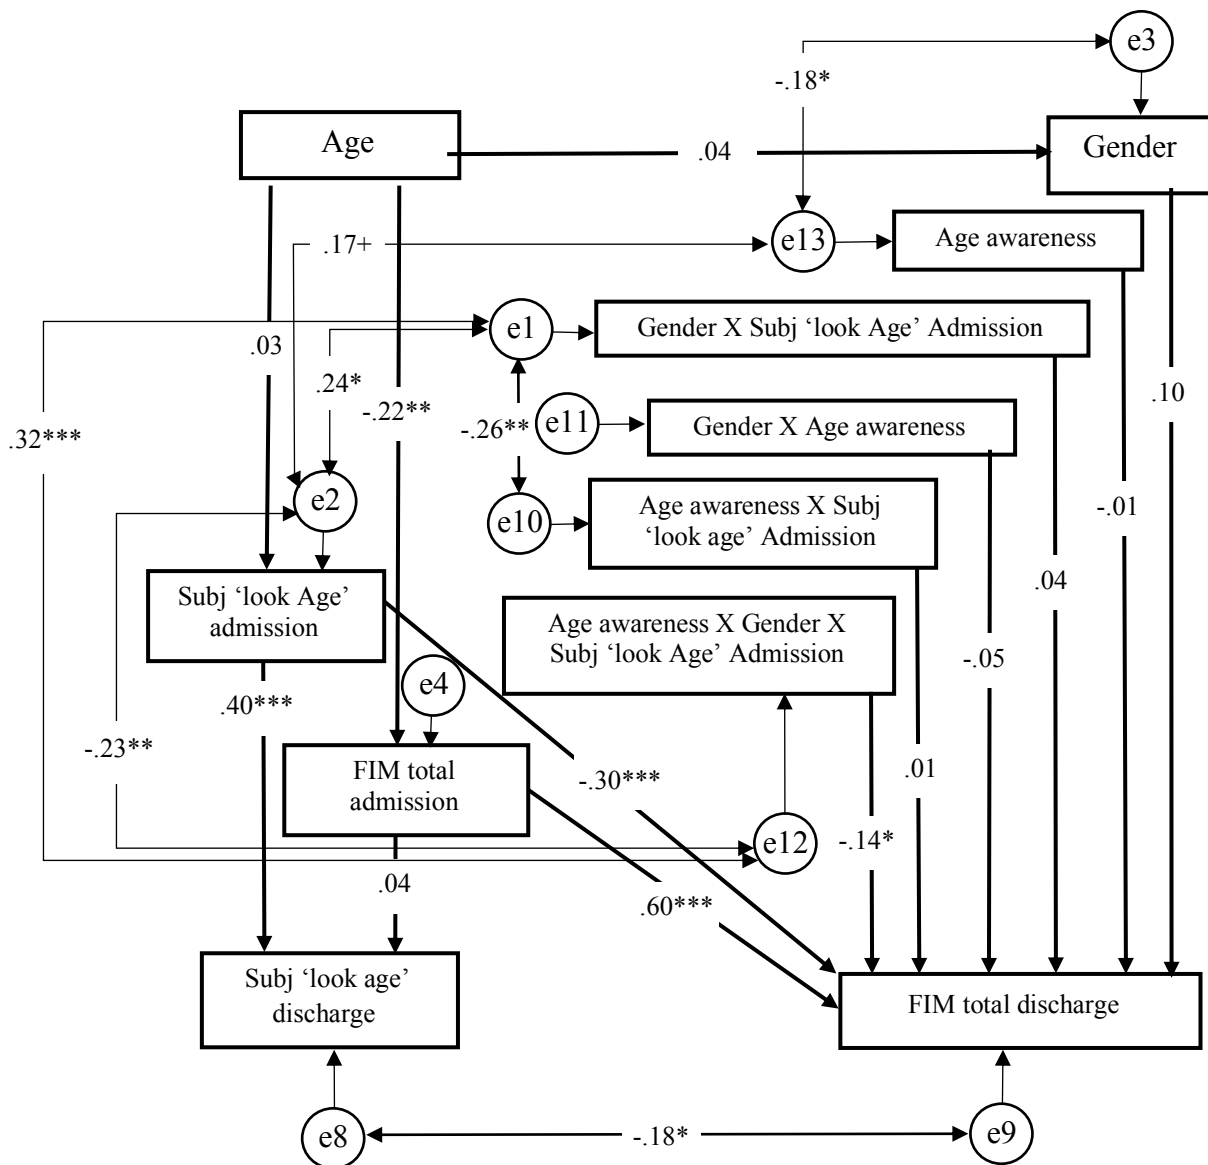 e3
-.18*
Age
.04
Gender
.17+
e13
Age awareness
e1
Gender X Subj ‘look Age’ Admission
.03
.24*
-.22**
.10
.32***
-.26**
e11
Gender X Age awareness
e2
e10
Age awareness X Subj
‘look age’ Admission
-.01
Subj ‘look Age’
admission
.04
Age awareness X Gender X
Subj ‘look Age’ Admission
-.05
e4
.40***
-.23**
FIM total
admission
-.30***
.01
e12
-.14*
.04
.60***
Subj ‘look age’
discharge
FIM total discharge
e8
-.18*
e9